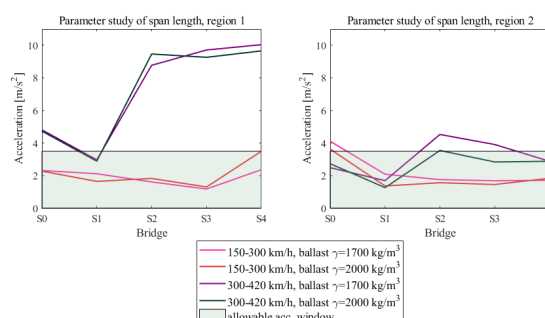 Parameter study of span length, region 1
Acceleration [m/s²]
10
8
6
4
2
0
S0 S1 S2 S3 S4
Bridge
Parameter study of span length, region 2
Acceleration [m/s²]
10
8
6
4
2
0
S0 S1 S2 S3
Bridge
150-300 km/h, ballast γ=1700 kg/m³
150-300 km/h, ballast γ=2000 kg/m³
300-420 km/h, ballast γ=1700 kg/m³
300-420 km/h, ballast γ=2000 kg/m³
allowable acc. window